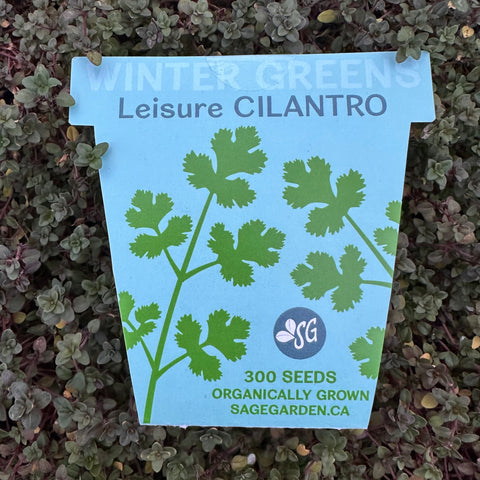 WINTER GREENS
Leisure CILANTRO
SG
300 SEEDS
ORGANICALLY GROWN
SAGEGARDEN.CA